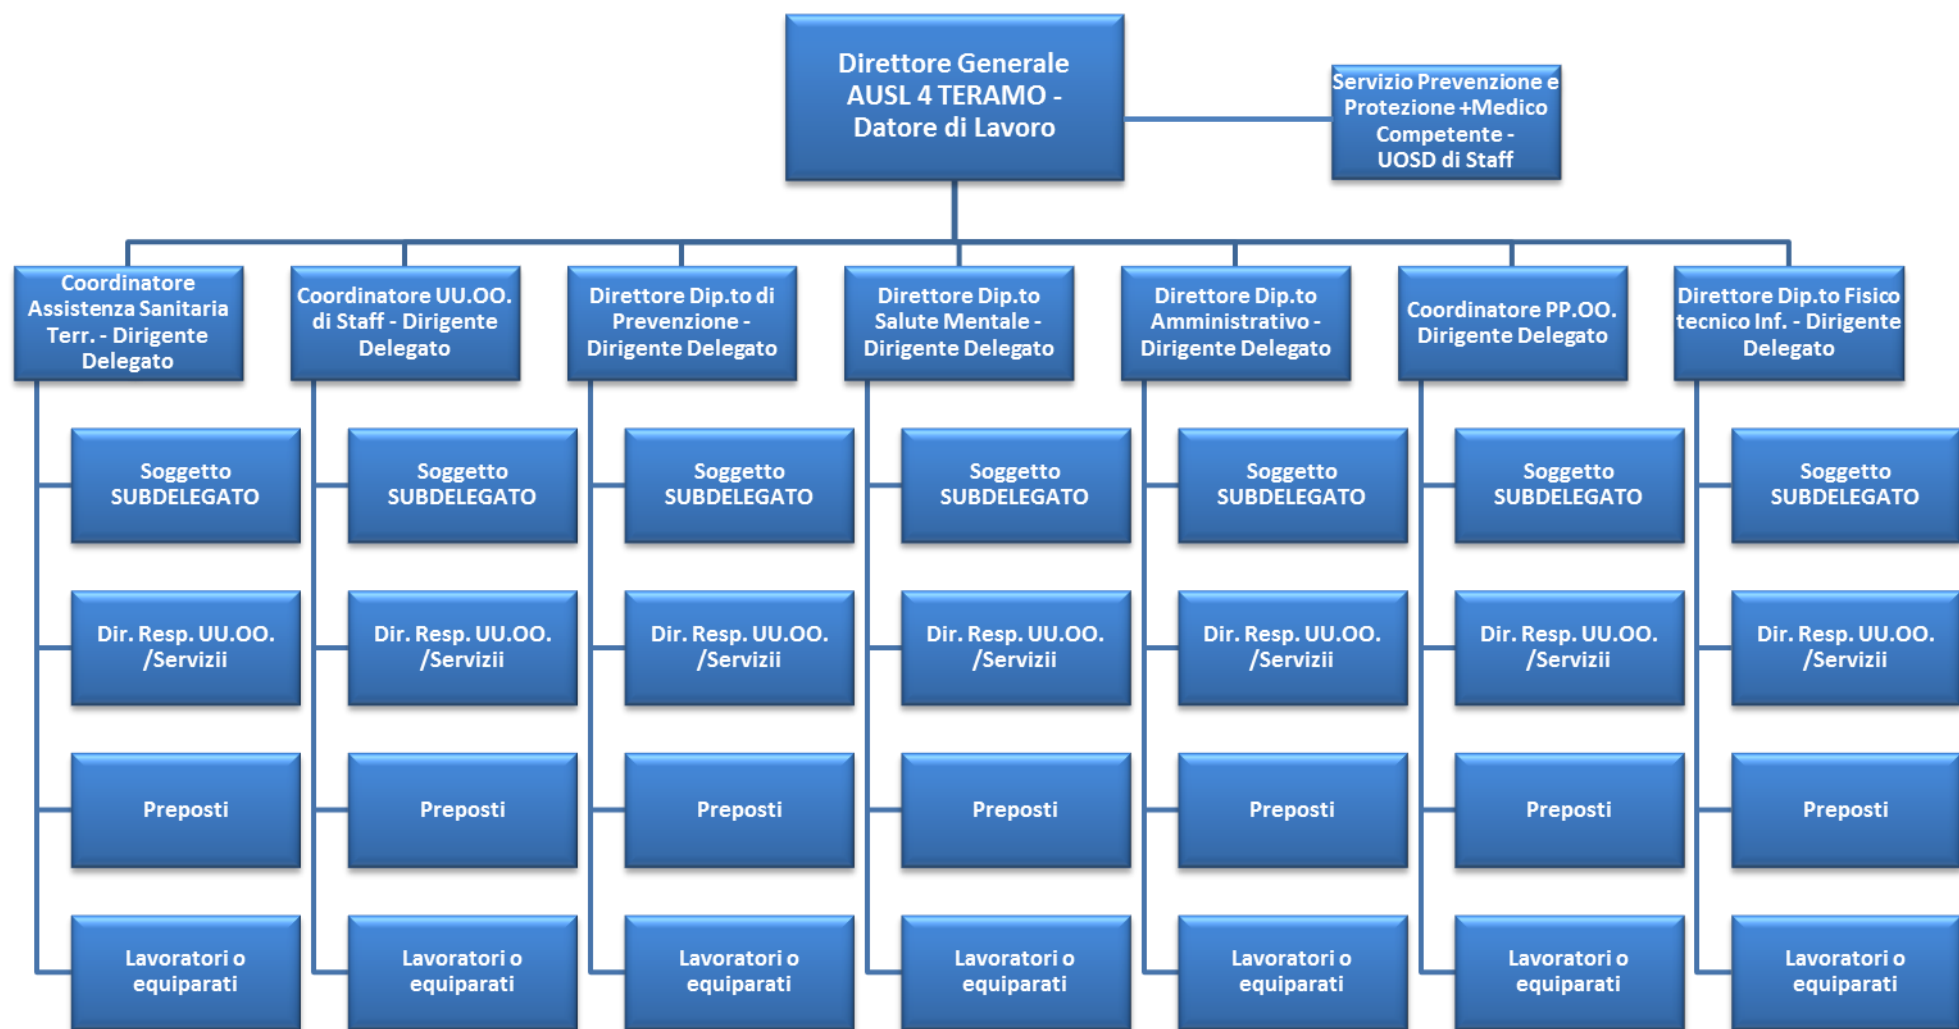 Direttore Generale
AUSL 4 TERAMO -
Datore di Lavoro
Servizio Prevenzione e
Protezione +Medico
Competente -
UOSD di Staff
Coordinatore
Assistenza Sanitaria
Terr. - Dirigente
Delegato
Coordinatore UU.OO.
di Staff - Dirigente
Delegato
Direttore Dip.to di
Prevenzione -
Dirigente Delegato
Direttore Dip.to
Salute Mentale -
Dirigente Delegato
Direttore Dip.to
Amministrativo -
Dirigente Delegato
Coordinatore PP.OO.
Dirigente Delegato
Direttore Dip.to Fisico
tecnico Inf. - Dirigente
Delegato
Soggetto
SUBDELEGATO
Soggetto
SUBDELEGATO
Soggetto
SUBDELEGATO
Soggetto
SUBDELEGATO
Soggetto
SUBDELEGATO
Soggetto
SUBDELEGATO
Soggetto
SUBDELEGATO
Dir. Resp. UU.OO.
/Servizii
Dir. Resp. UU.OO.
/Servizii
Dir. Resp. UU.OO.
/Servizii
Dir. Resp. UU.OO.
/Servizii
Dir. Resp. UU.OO.
/Servizii
Dir. Resp. UU.OO.
/Servizii
Dir. Resp. UU.OO.
/Servizii
Preposti
Preposti
Preposti
Preposti
Preposti
Preposti
Preposti
Lavoratori o
equiparati
Lavoratori o
equiparati
Lavoratori o
equiparati
Lavoratori o
equiparati
Lavoratori o
equiparati
Lavoratori o
equiparati
Lavoratori o
equiparati